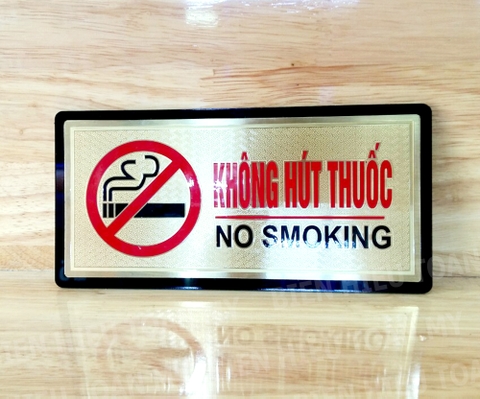 KHÔNG HÚT THUỐC
NO SMOKING